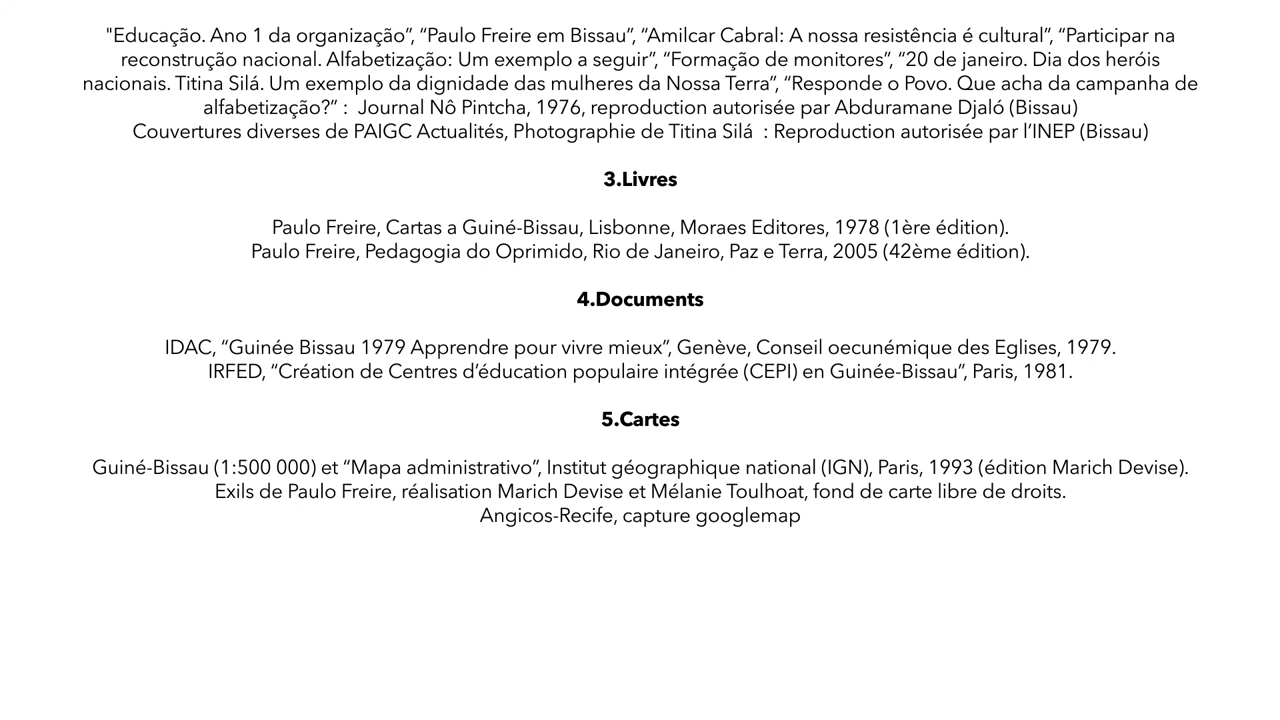 "Educação. Ano 1 da organização”, “Paulo Freire em Bissau”, “Amilcar Cabral: A nossa resistência é cultural”, “Participar na
reconstrução nacional. Alfabetização: Um exemplo a seguir”, “Formação de monitores”, “20 de janeiro. Dia dos heróis
nacionais. Titina Silá. Um exemplo da dignidade das mulheres da Nossa Terra”, “Responde o Povo. Que acha da campanha de
alfabetização?” :  Journal Nô Pintcha, 1976, reproduction autorisée par Abduramane Djaló (Bissau)
Couvertures diverses de PAIGC Actualités, Photographie de Titina Silá  : Reproduction autorisée par l’INEP (Bissau)
3.Livres
Paulo Freire, Cartas a Guiné-Bissau, Lisbonne, Moraes Editores, 1978 (1ère édition).
Paulo Freire, Pedagogia do Oprimido, Rio de Janeiro, Paz e Terra, 2005 (42ème édition).
4.Documents
IDAC, “Guinée Bissau 1979 Apprendre pour vivre mieux”, Genève, Conseil oecunémique des Eglises, 1979.
IRFED, “Création de Centres d’éducation populaire intégrée (CEPI) en Guinée-Bissau”, Paris, 1981.
5.Cartes
Guiné-Bissau (1:500 000) et “Mapa administrativo”, Institut géographique national (IGN), Paris, 1993 (édition Marich Devise).
Exils de Paulo Freire, réalisation Marich Devise et Mélanie Toulhoat, fond de carte libre de droits.
Angicos-Recife, capture googlemap